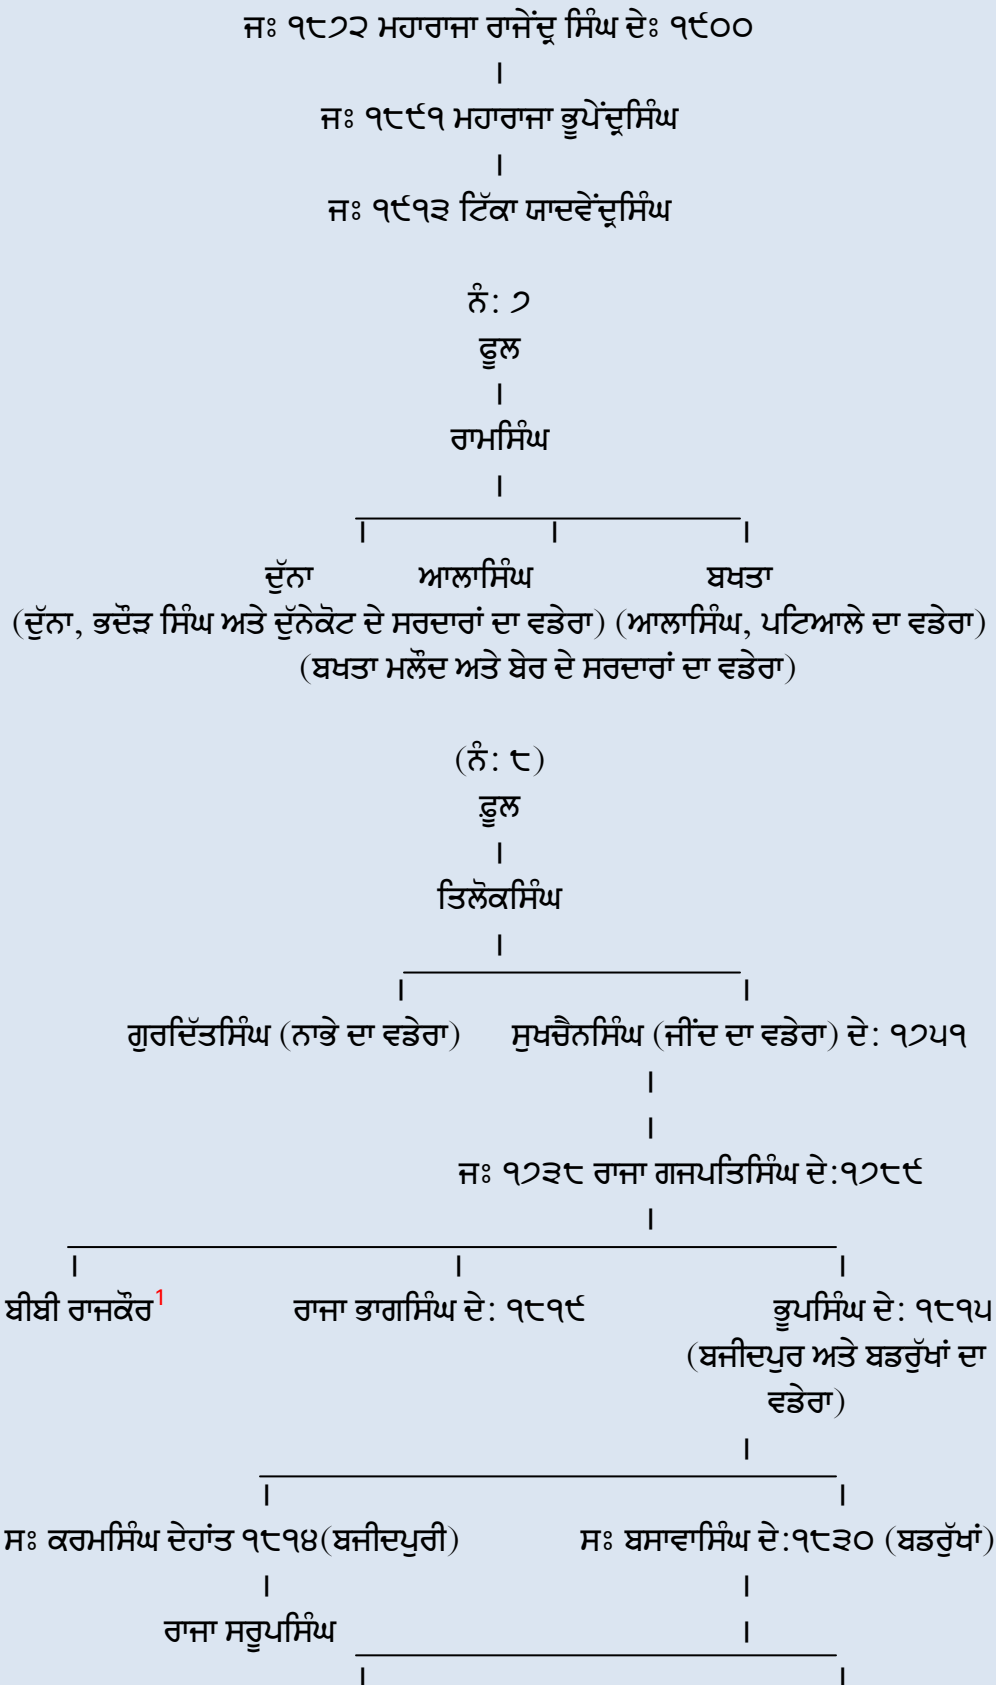 ਜਃ ੧੮੭੨ ਮਹਾਰਾਜਾ ਰਾਜੇਂਦ੍ਰ ਸਿੰਘ ਦੇਃ ੧੯੦੦
ਜਃ ੧੮੯੧ ਮਹਾਰਾਜਾ ਭੂਪੇਂਦ੍ਰਸਿੰਘ
ਜਃ ੧੯੧੩ ਟਿੱਕਾ ਯਾਦਵੇਂਦ੍ਰਸਿੰਘ
ਨੰ: ੭
ਫੂਲ
ਰਾਮਸਿੰਘ
ਦੁੱਨਾ ਆਲਾਸਿੰਘ ਬਖਤਾ
(ਦੁੱਨਾ, ਭਦੌੜ ਸਿੰਘ ਅਤੇ ਦੁੱਨੇਕੋਟ ਦੇ ਸਰਦਾਰਾਂ ਦਾ ਵਡੇਰਾ) (ਆਲਾਸਿੰਘ, ਪਟਿਆਲੇ ਦਾ ਵਡੇਰਾ)
(ਬਖਤਾ ਮਲੌਦ ਅਤੇ ਬੇਰ ਦੇ ਸਰਦਾਰਾਂ ਦਾ ਵਡੇਰਾ)
(ਨੰ: ੮)
ਫ਼ੂਲ
ਤਿਲੋਕਸਿੰਘ
ਗੁਰਦਿੱਤਸਿੰਘ (ਨਾਭੇ ਦਾ ਵਡੇਰਾ) ਸੁਖਚੈਨਸਿੰਘ (ਜੀਂਦ ਦਾ ਵਡੇਰਾ) ਦੇ: ੧੭੫੧
ਜਃ ੧੭੩੮ ਰਾਜਾ ਗਜਪਤਿਸਿੰਘ ਦੇ:੧੭੮੯
ਬੀਬੀ ਰਾਜਕੌਰ1 ਰਾਜਾ ਭਾਗਸਿੰਘ ਦੇ: ੧੮੧੯ ਭੂਪਸਿੰਘ ਦੇ: ੧੮੧੫
(ਬਜੀਦਪੁਰ ਅਤੇ ਬਡਰੁੱਖਾਂ ਦਾ
ਵਡੇਰਾ)
ਸਃ ਕਰਮਸਿੰਘ ਦੇਹਾਂਤ ੧੮੧੪(ਬਜੀਦਪੁਰੀ) ਸਃ ਬਸਾਵਾਸਿੰਘ ਦੇ:੧੮੩੦ (ਬਡਰੁੱਖਾਂ)
ਰਾਜਾ ਸਰੂਪਸਿੰਘ